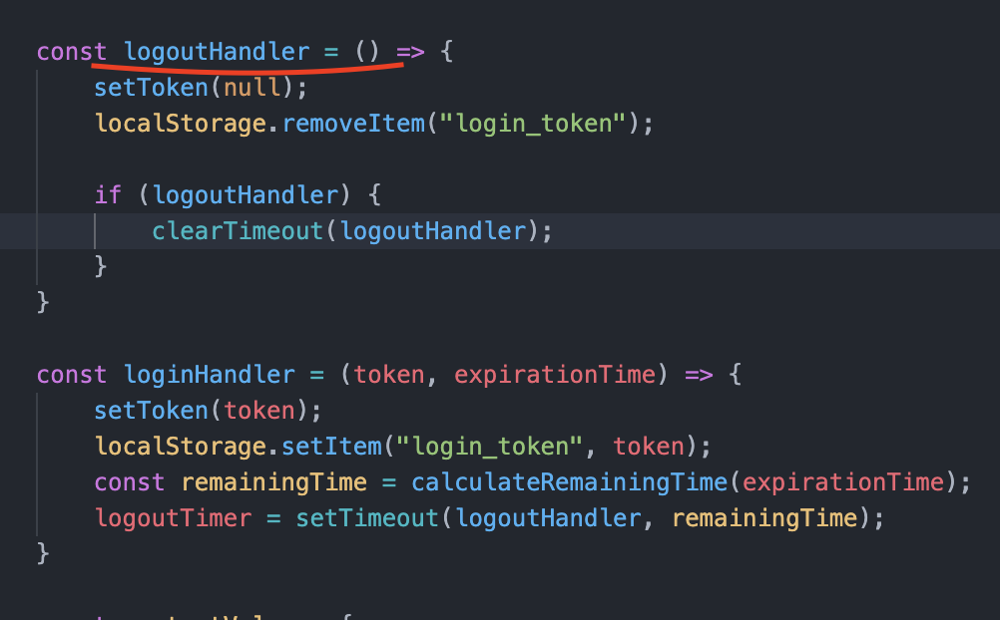 const logoutHandler = () => {
setToken(null);
localStorage.removeItem("login_token");
if (logoutHandler) {
clearTimeout(logoutHandler);
}
}
const loginHandler = (token, expirationTime) => {
setToken(token);
localStorage.setItem("login_token", token);
const remainingTime = calculateRemainingTime(expirationTime);
logoutTimer = setTimeout(logoutHandler, remainingTime);
}